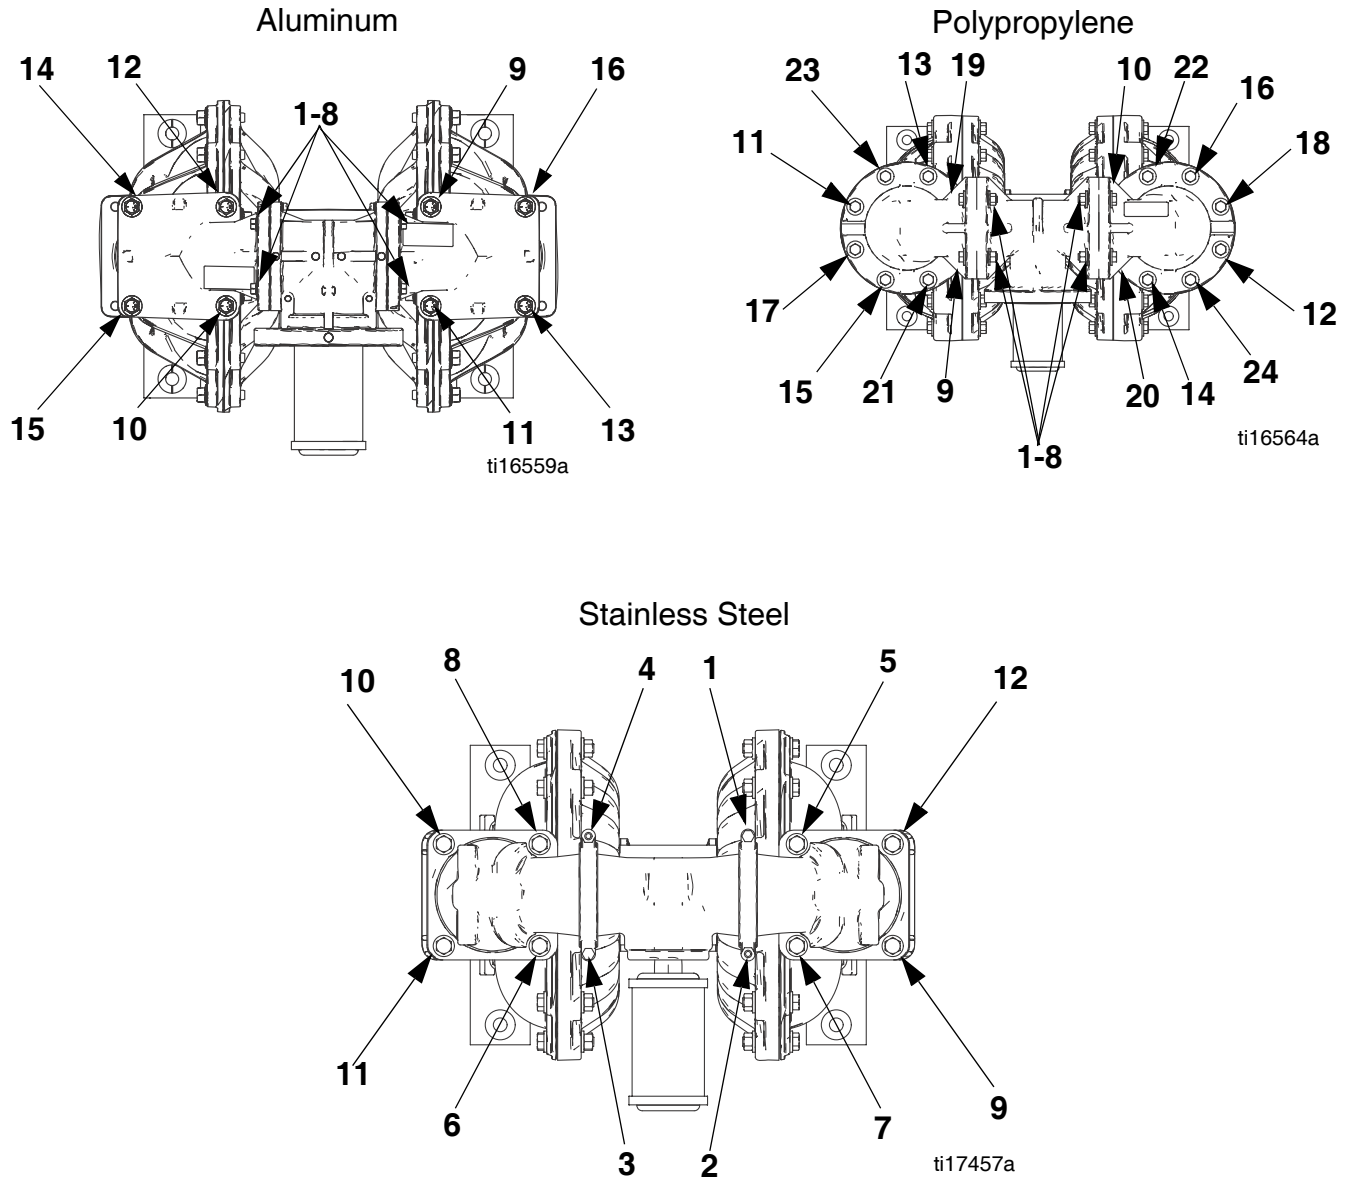 Aluminum
14 12 9 16
1-8
15 10 11 13
ti16559a
Polypropylene
23 13 19 10 22 16
11 18
17 12
15 21 9 20 14 24
1-8
ti16564a
Stainless Steel
10 8 4 1 5 12
11 6 3 2 7 9
ti17457a